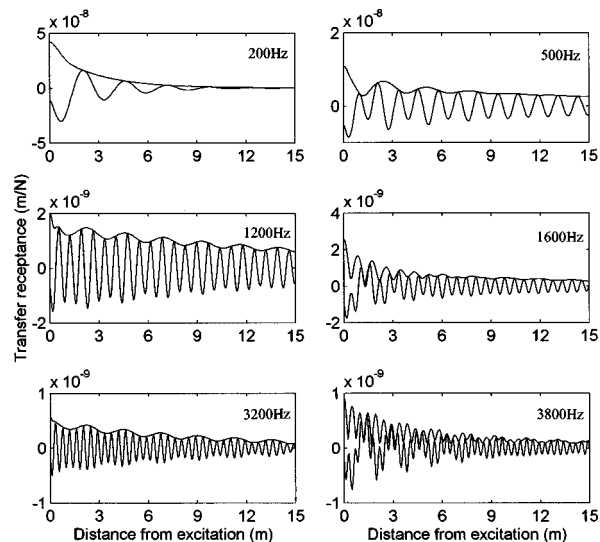 x 10⁻⁸
x 10⁻⁸
5
0
-5
200Hz
0 3 6 9 12 15
2
0
500Hz
0 3 6 9 12 15
Transfer receptance (m/N)
x 10⁻⁹
x 10⁻⁹
2
0
-2
1200Hz
0 3 6 9 12 15
4
2
0
-2
1600Hz
0 3 6 9 12 15
x 10⁻⁹
x 10⁻⁹
1
0
-1
3200Hz
0 3 6 9 12 15
Distance from excitation (m)
1
0
-1
3800Hz
0 3 6 9 12 15
Distance from excitation (m)